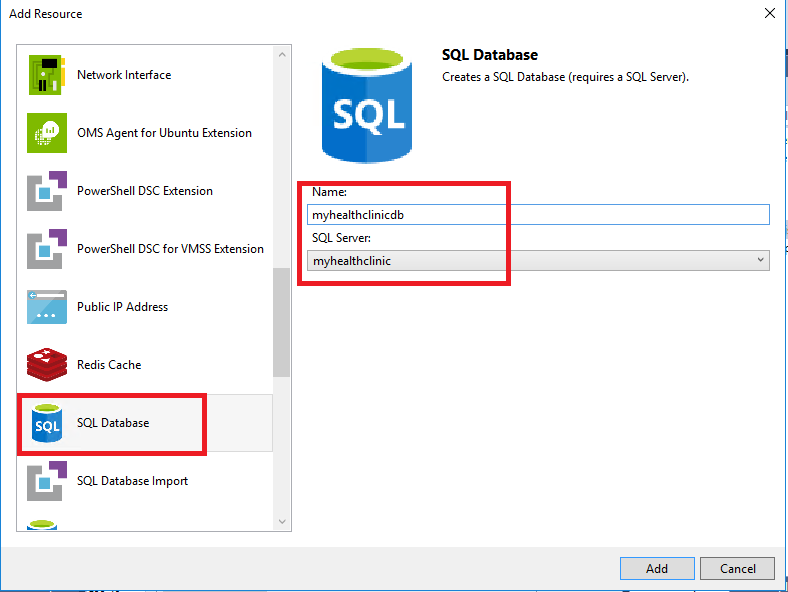 Add Resource
Network Interface
OMS Agent for Ubuntu Extension
PowerShell DSC Extension
PowerShell DSC for VMSS Extension
Public IP Address
Redis Cache
SQL
SQL Database
SQL Database Import
SQL
SQL Database
Creates a SQL Database (requires a SQL Server).
Name:
myhealthclinicdb
SQL Server:
myhealthclinic
Add
Cancel